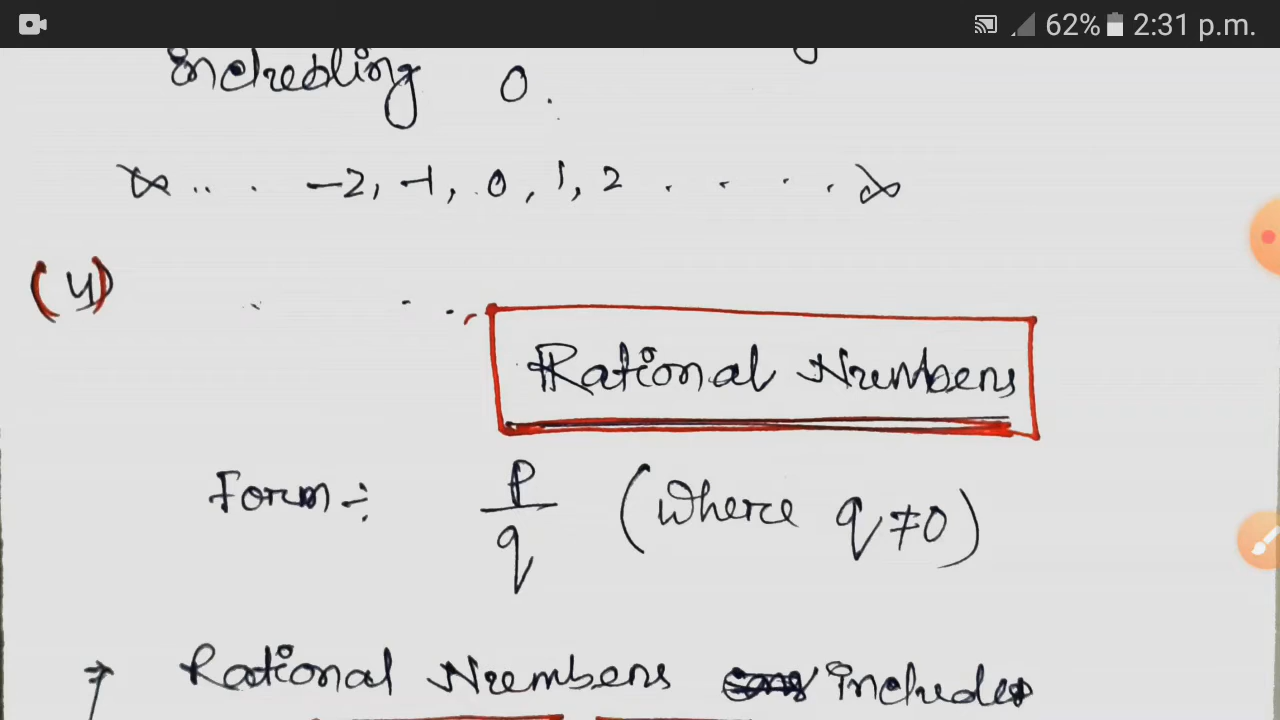 62% 2:31 p.m.
including 0.
∞ .. . -2, -1, 0, 1, 2 . . . . ∞
(4)
Rational Numbers
Form÷ p/q (Where q≠0)
→ Rational Numbers includes